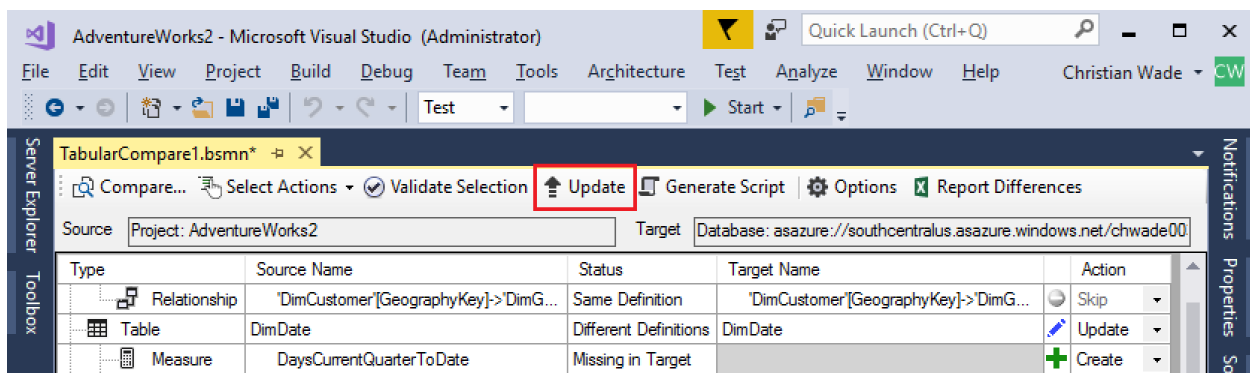 AdventureWorks2 - Microsoft Visual Studio (Administrator) Quick Launch (Ctrl+Q)
File Edit View Project Build Debug Team Tools Architecture Test Analyze Window Help Christian Wade CW
Test Start
Server Explorer
Toolbox
TabularCompare1.bsmn*
Compare... Select Actions Validate Selection Update Generate Script Options Report Differences
Source Project: AdventureWorks2 Target Database: asazure://southcentralus.asazure.windows.net/chwade00
Type Source Name Status Target Name Action
Relationship 'DimCustomer'[GeographyKey]->'DimG... Same Definition 'DimCustomer'[GeographyKey]->'DimG... Skip
Table DimDate Different Definitions DimDate Update
Measure DaysCurrentQuarterToDate Missing in Target Create
Notifications
Properties
So